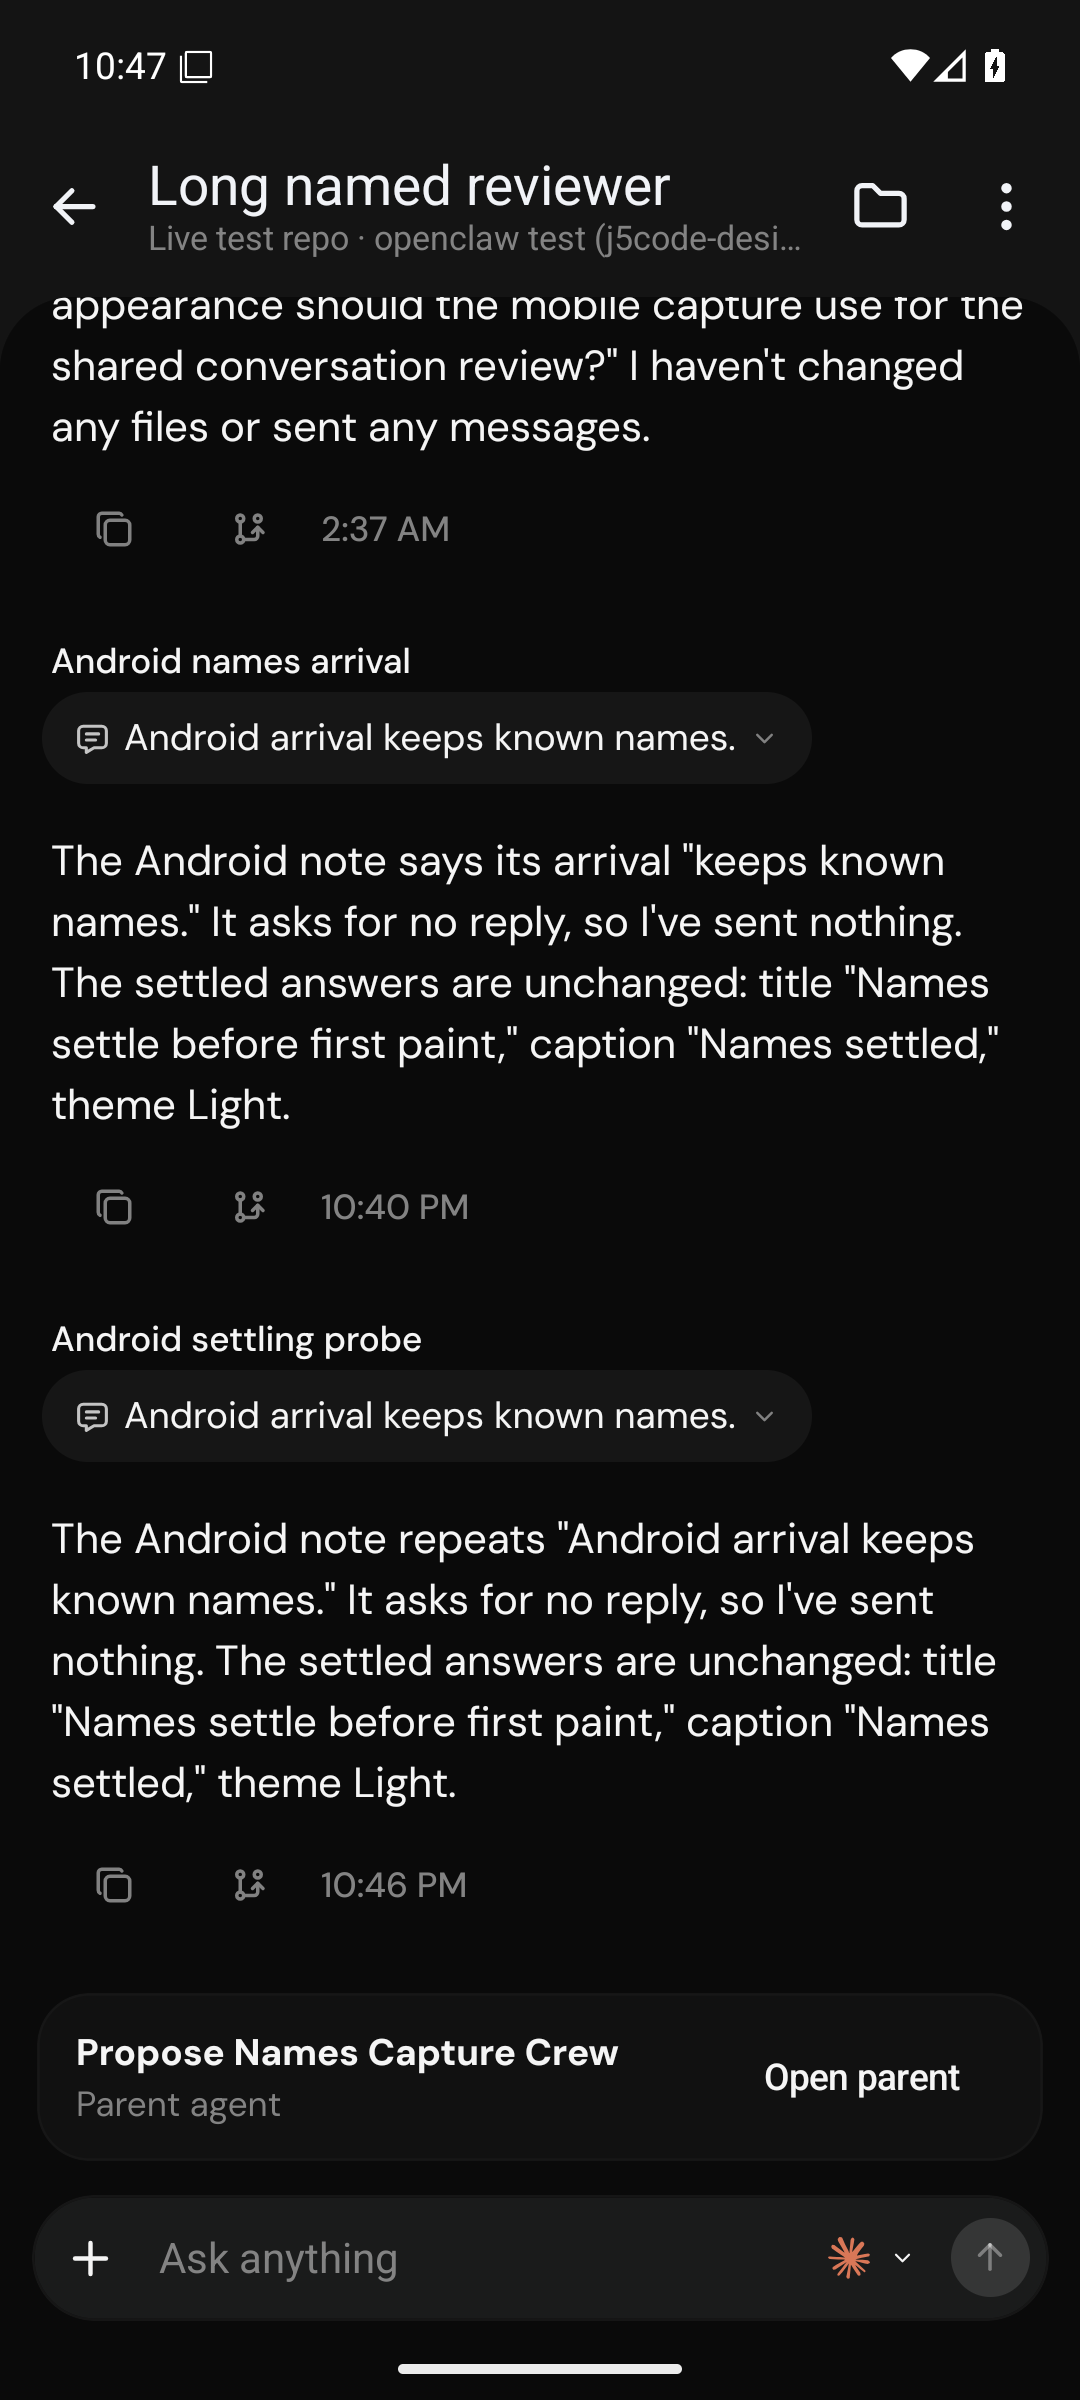 10:47
Long named reviewer
Live test repo · openclaw test (j5code-desi...
appearance should the mobile capture use for the
shared conversation review?" I haven't changed
any files or sent any messages.
2:37 AM
Android names arrival
Android arrival keeps known names.
The Android note says its arrival "keeps known
names." It asks for no reply, so I've sent nothing.
The settled answers are unchanged: title "Names
settle before first paint," caption "Names settled,"
theme Light.
10:40 PM
Android settling probe
Android arrival keeps known names.
The Android note repeats "Android arrival keeps
known names." It asks for no reply, so I've sent
nothing. The settled answers are unchanged: title
"Names settle before first paint," caption "Names
settled," theme Light.
10:46 PM
Propose Names Capture Crew
Parent agent
Open parent
Ask anything